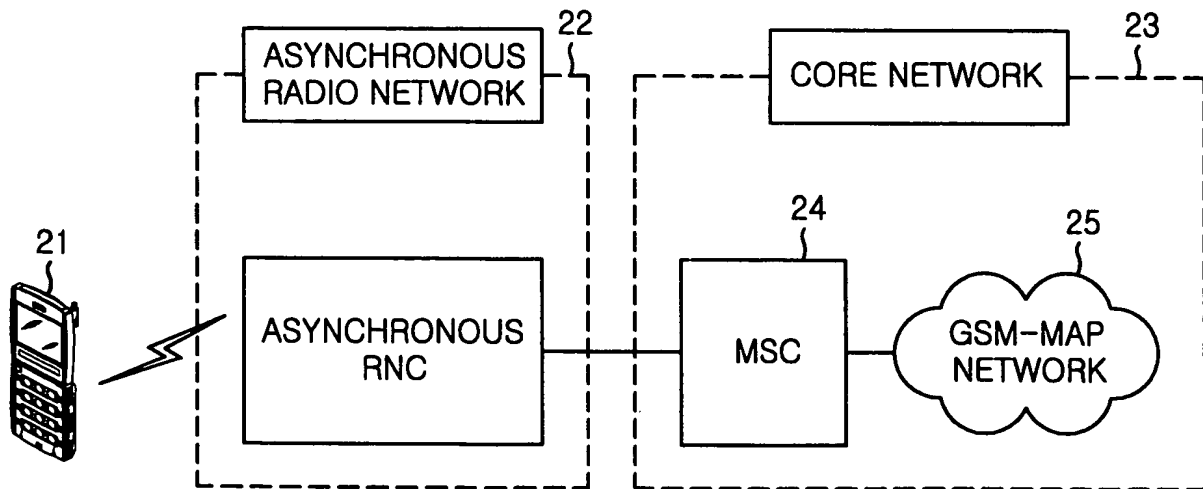 ASYNCHRONOUS
RADIO NETWORK
22
CORE NETWORK
23
21
ASYNCHRONOUS
RNC
24
MSC
25
GSM-MAP
NETWORK